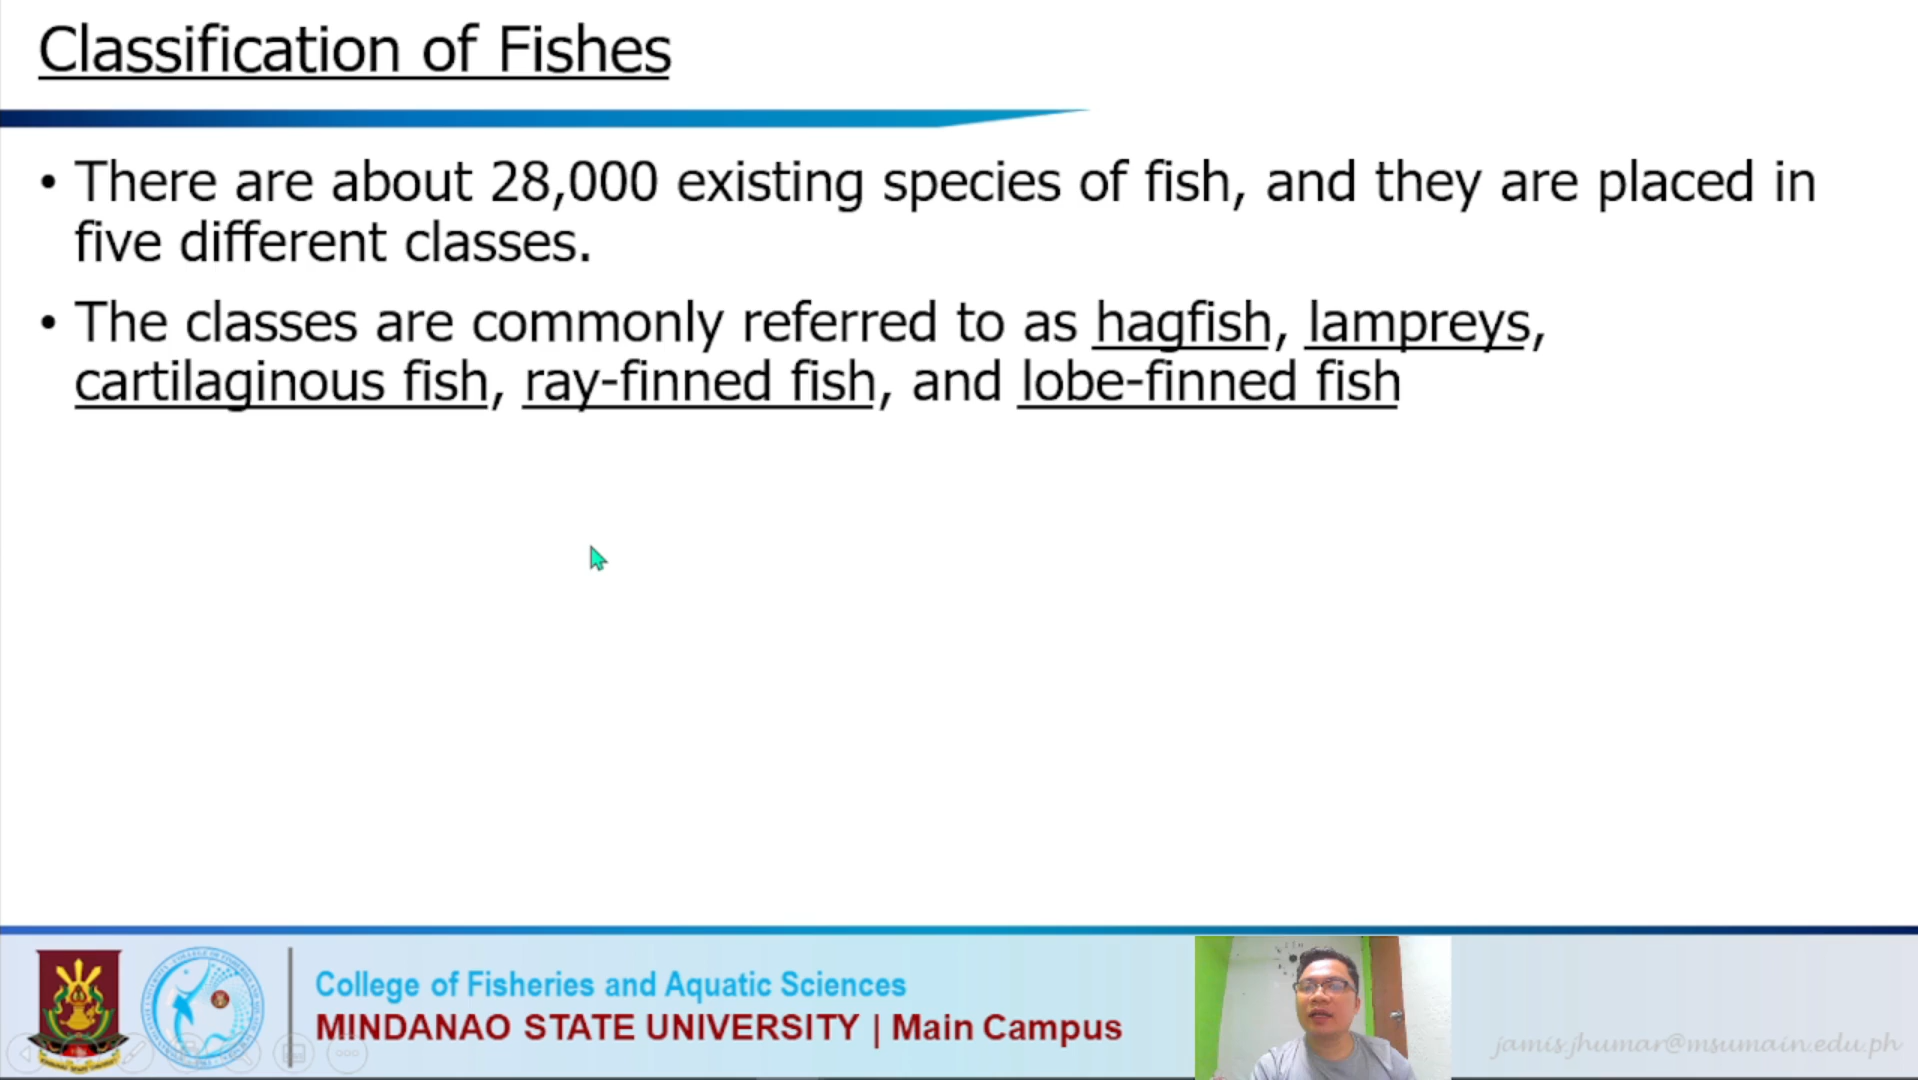 Classification of Fishes
• There are about 28,000 existing species of fish, and they are placed in
five different classes.
• The classes are commonly referred to as hagfish, lampreys,
cartilaginous fish, ray-finned fish, and lobe-finned fish
College of Fisheries and Aquatic Sciences
MINDANAO STATE UNIVERSITY | Main Campus
jamis.jhumar@msumain.edu.ph